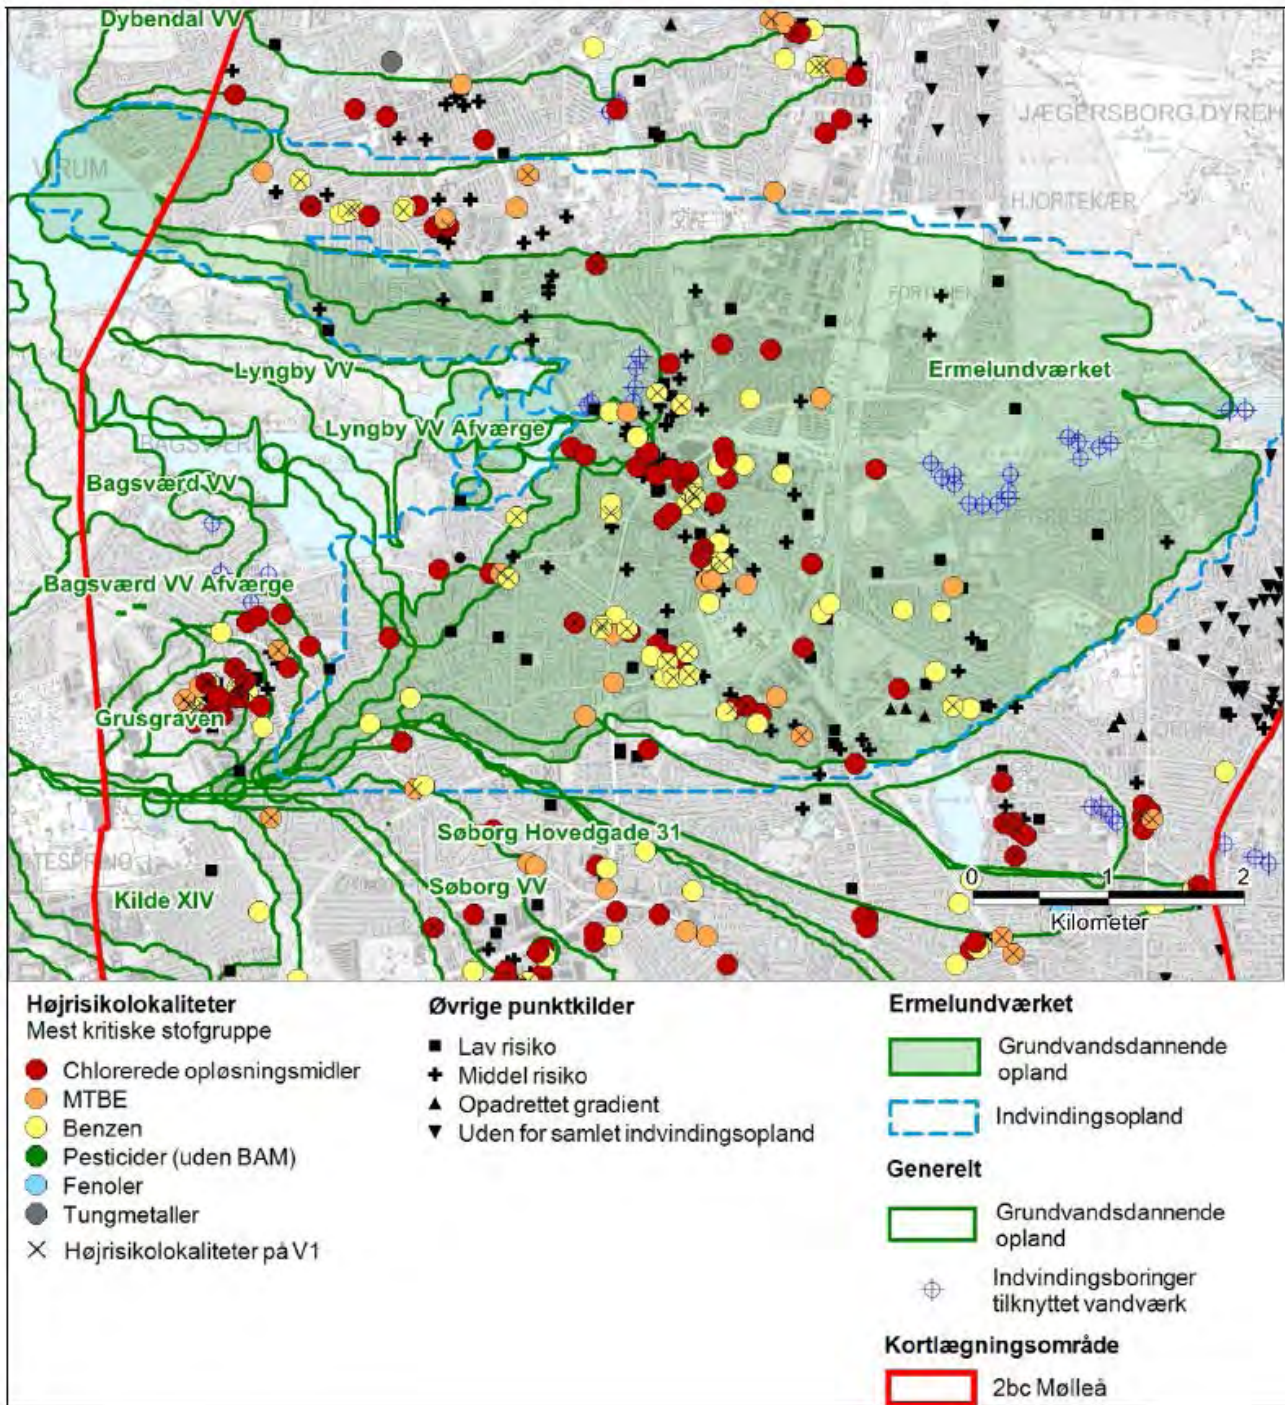 Dybendal VV
JÆGERSBORG DYREH
VIRUM
HJORTEKÆR
Ermelundværket
Lyngby VV
Lyngby VV Afværge
Bagsværd VV
Bagsværd VV Afværge
Grusgraven
Søborg Hovedgade 31
Søborg VV
Kilde XIV
0 1 2
Kilometer
Højrisikolokaliteter
Mest kritiske stofgruppe
Chlorerede opløsningsmidler
MTBE
Benzen
Pesticider (uden BAM)
Fenoler
Tungmetaller
Højrisikolokaliteter på V1
Øvrige punktkilder
Lav risiko
Middel risiko
Opadrettet gradient
Uden for samlet indvindingsopland
Ermelundværket
Grundvandsdannende
opland
Indvindingsopland
Generelt
Grundvandsdannende
opland
Indvindingsboringer
tilknyttet vandværk
Kortlægningsområde
2bc Mølleå